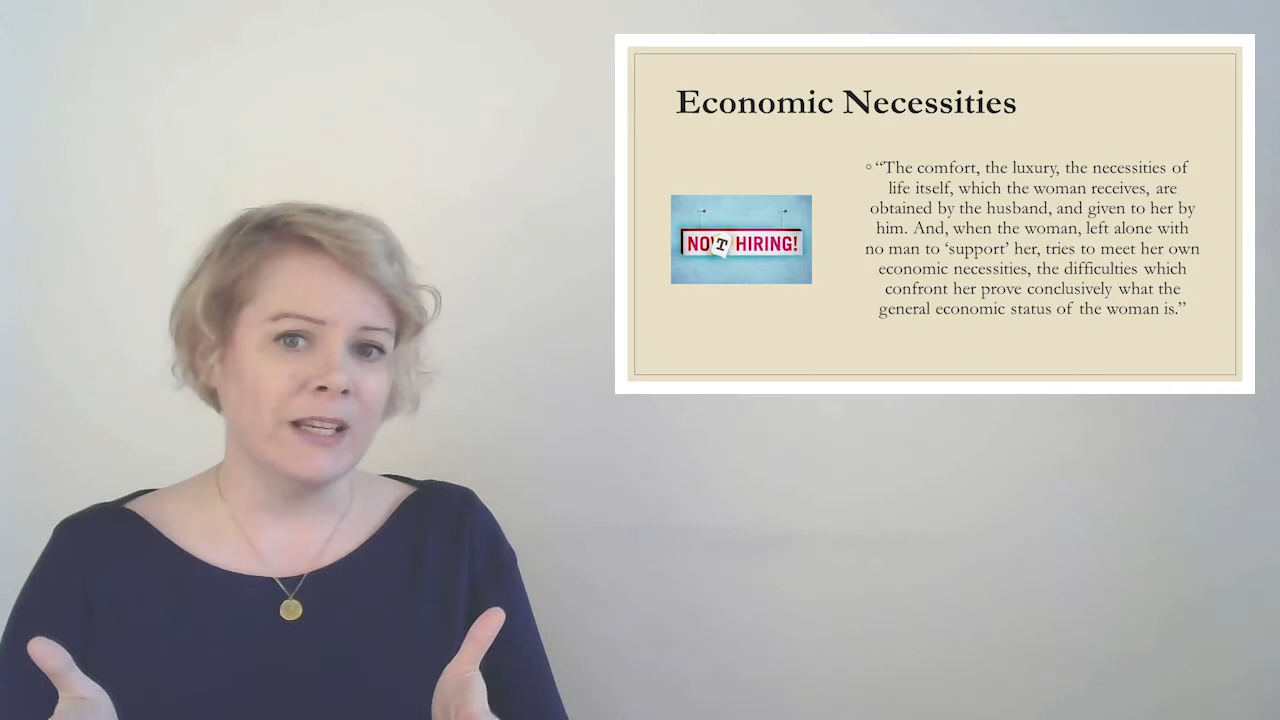 Economic Necessities
“The comfort, the luxury, the necessities of
life itself, which the woman receives, are
obtained by the husband, and given to her by
him. And, when the woman, left alone with
no man to ‘support’ her, tries to meet her own
economic necessities, the difficulties which
confront her prove conclusively what the
general economic status of the woman is.”
NO'T HIRING!